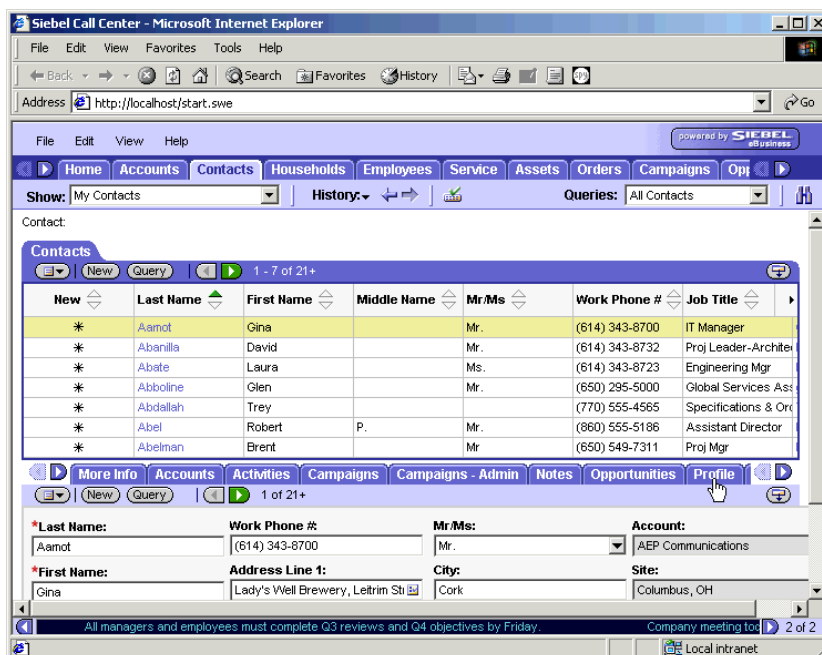 Siebel Call Center - Microsoft Internet Explorer
File Edit View Favorites Tools Help
Back Search Favorites History
Address http://localhost/start.swe Go
File Edit View Help powered by SIEBEL eBusiness
Home Accounts Contacts Households Employees Service Assets Orders Campaigns
Show: My Contacts History: Queries: All Contacts
Contact:
Contacts
New Query 1 - 7 of 21+
New Last Name First Name Middle Name Mr/Ms Work Phone # Job Title
* Aamot Gina Mr. (614) 343-8700 IT Manager
* Abanilla David Mr. (614) 343-8732 Proj Leader-Archite
* Abate Laura Ms. (614) 343-8723 Engineering Mgr
* Abboline Glen Mr. (650) 295-5000 Global Services Ass
* Abdallah Trey (770) 555-4565 Specifications & Ord
* Abel Robert P. Mr. (860) 555-5186 Assistant Director
* Abelman Brent Mr (650) 549-7311 Proj Mgr
More Info Accounts Activities Campaigns Campaigns - Admin Notes Opportunities Profile
New Query 1 of 21+
*Last Name: Work Phone #: Mr/Ms: Account:
Aamot (614) 343-8700 Mr. AEP Communications
*First Name: Address Line 1: City: Site:
Gina Lady's Well Brewery, Leitrim Cork Columbus, OH
All managers and employees must complete Q3 reviews and Q4 objectives by Friday. Company meeting 2 of 2
Local intranet